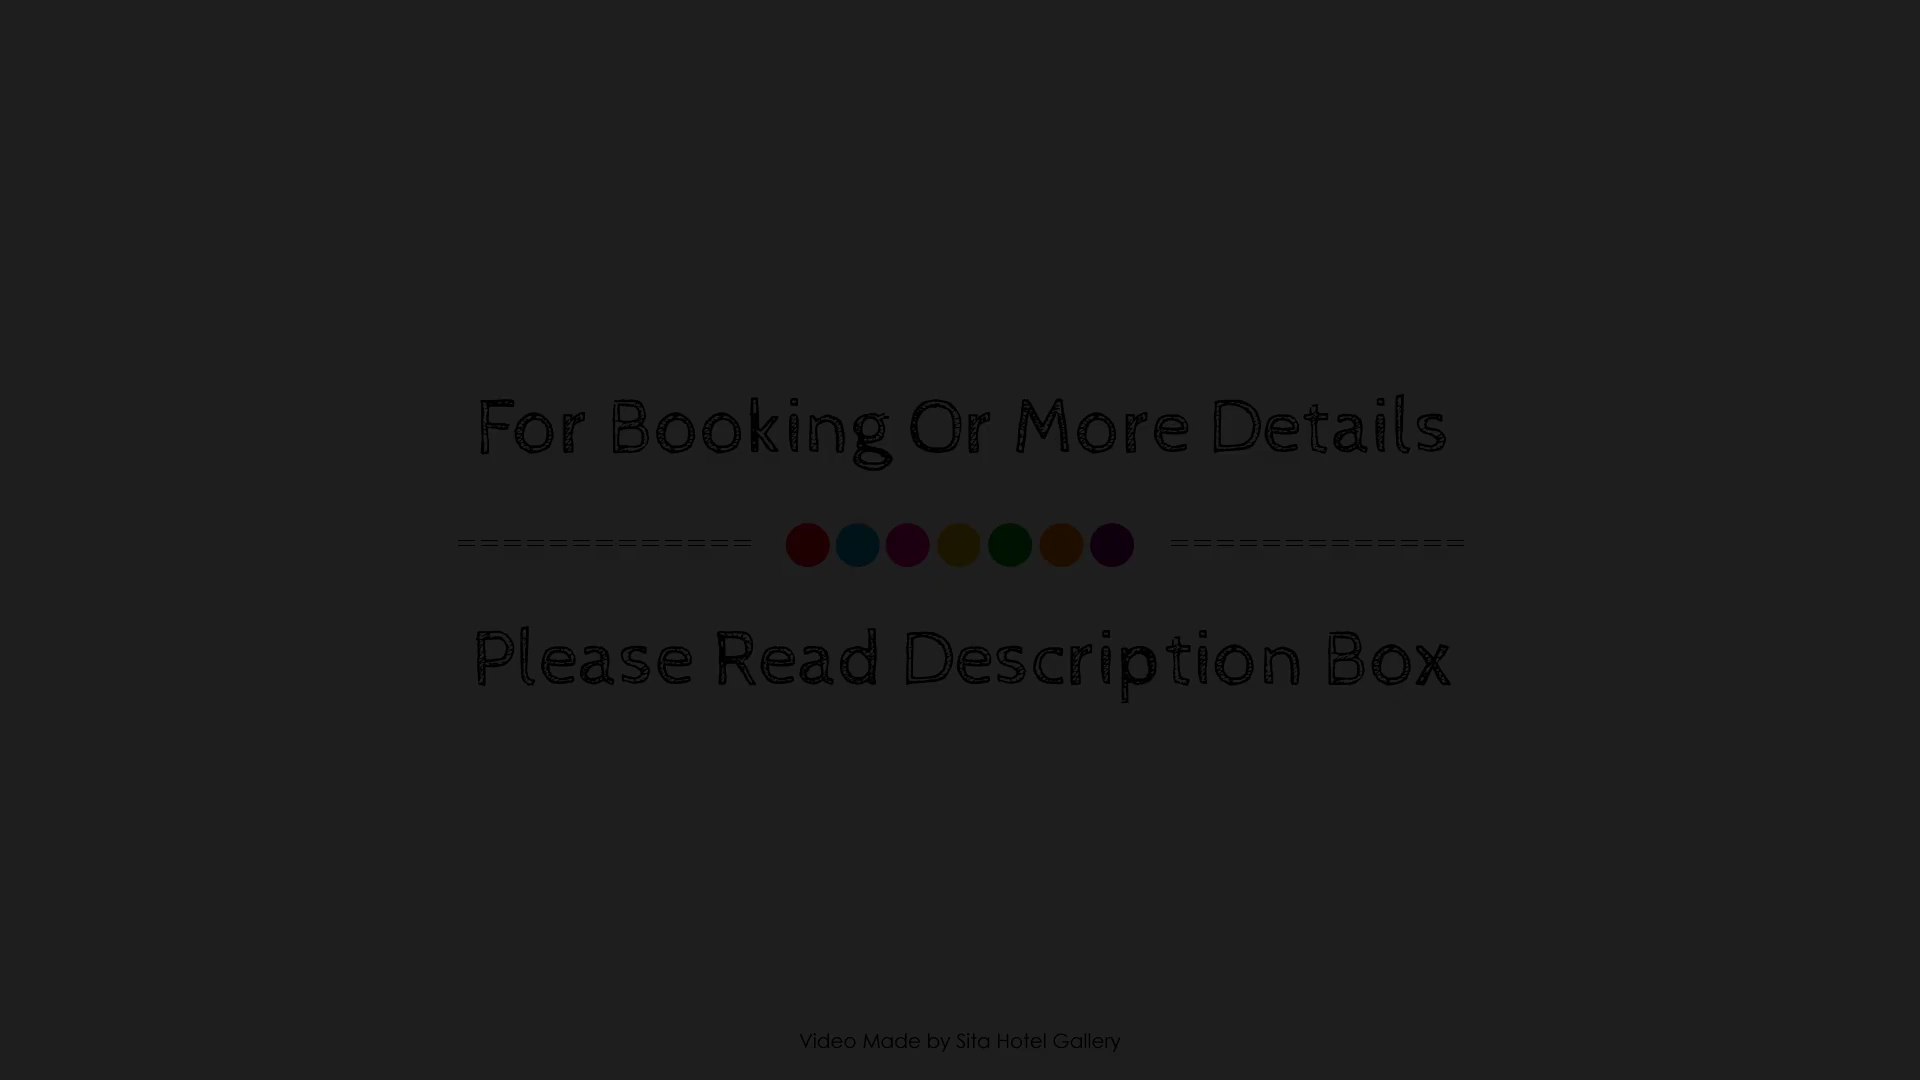 For Booking Or More Details
============= =============
Please Read Description Box
Video Made by Sita Hotel Gallery